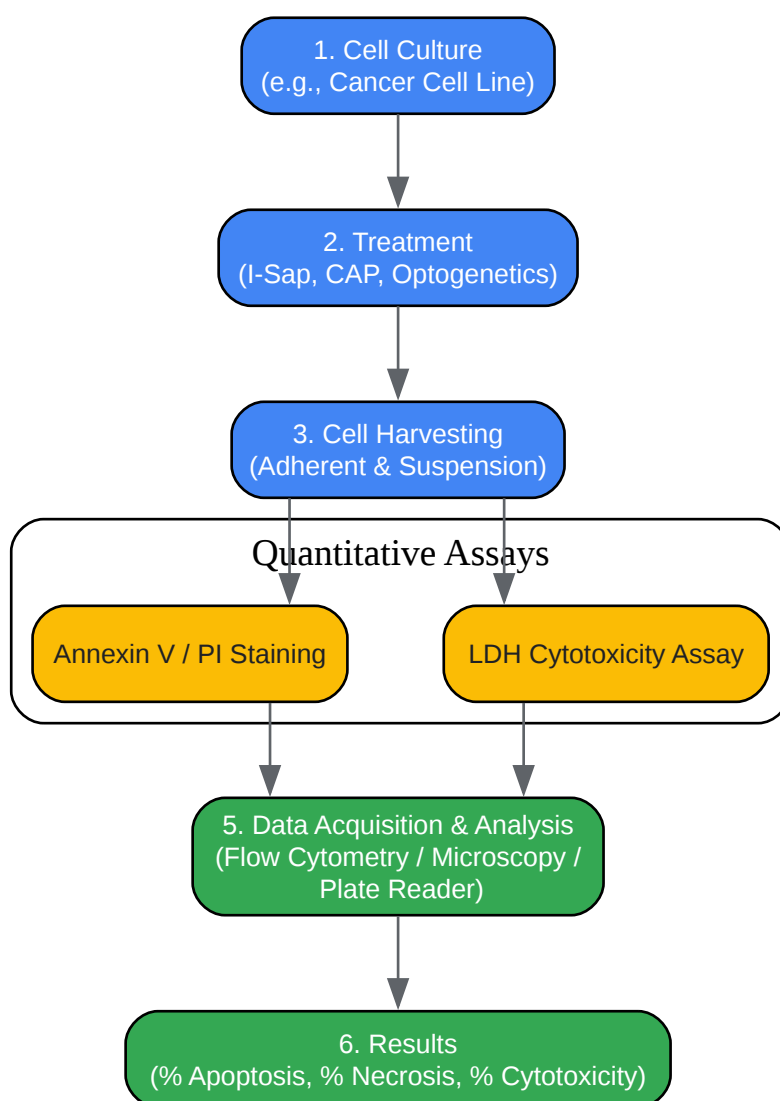 1. Cell Culture
(e.g., Cancer Cell Line)
2. Treatment
(I-Sap, CAP, Optogenetics)
3. Cell Harvesting
(Adherent & Suspension)
Quantitative Assays
Annexin V / PI Staining
LDH Cytotoxicity Assay
5. Data Acquisition & Analysis
(Flow Cytometry / Microscopy /
Plate Reader)
6. Results
(% Apoptosis, % Necrosis, % Cytotoxicity)